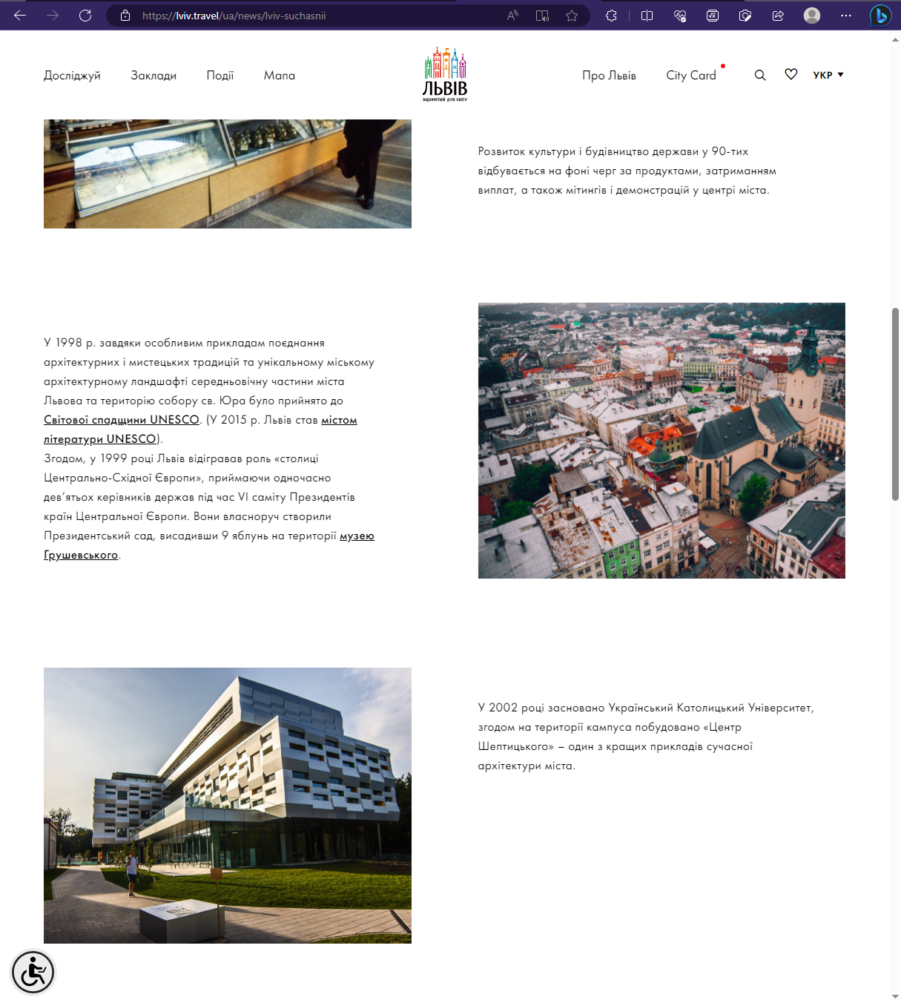 https://lviv.travel/ua/news/lviv-suchasnii
Досліджуй Заклади Події Мапа
ЛЬВІВ
ВІДКРИТИЙ ДЛЯ СВІТУ
Про Львів City Card УКР
Розвиток культури і будівництво держави у 90-тих
відбувається на фоні черг за продуктами, затриманням
виплат, а також мітингів і демонстрацій у центрі міста.
У 1998 р. завдяки особливим прикладам поєднання
архітектурних і мистецьких традицій та унікальному міському
архітектурному ландшафті середньовічну частини міста
Львова та територію собору св. Юра було прийнято до
Світової спадщини UNESCO. (У 2015 р. Львів став містом
літератури UNESCO).
Згодом, у 1999 році Львів відігравав роль «столиці
Центрально-Східної Європи», приймаючи одночасно
дев’ятьох керівників держав під час VI саміту Президентів
країн Центральної Європи. Вони власноруч створили
Президентський сад, висадивши 9 яблунь на території музею
Грушевського.
У 2002 році засновано Український Католицький Університет,
згодом на території кампуса побудовано «Центр
Шептицького» – один з кращих прикладів сучасної
архітектури міста.